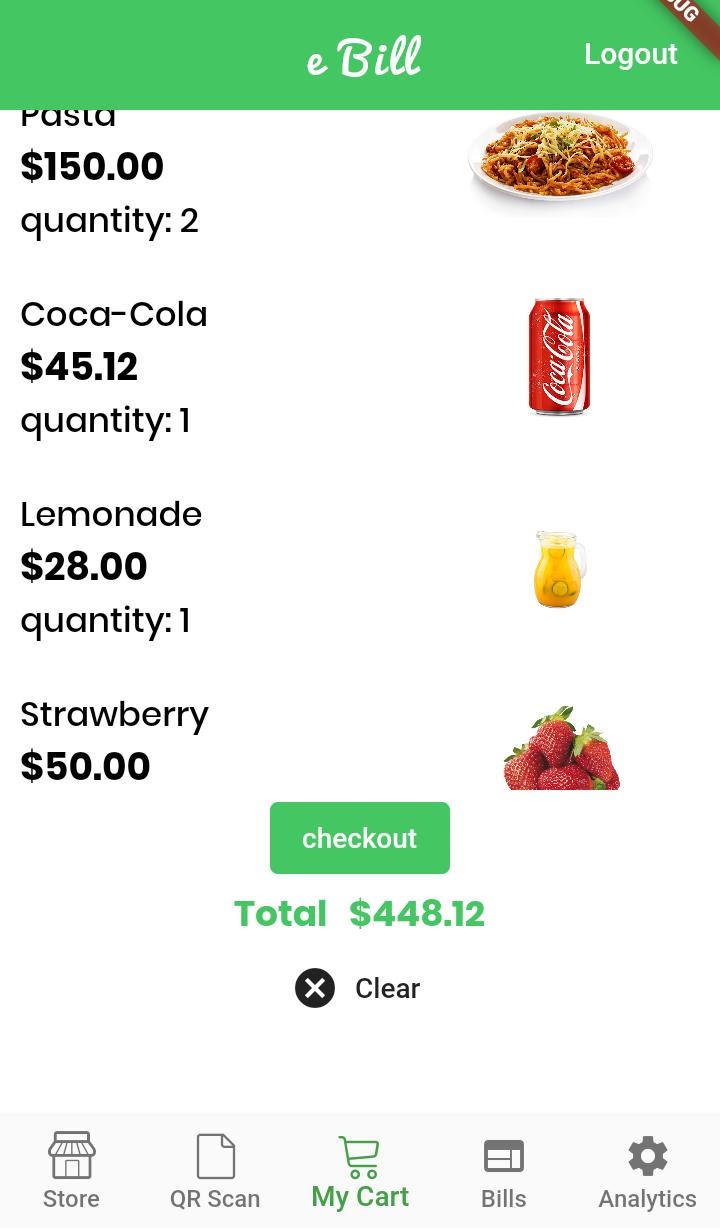 e Bill
Logout
Pasta
$150.00
quantity: 2
Coca-Cola
$45.12
quantity: 1
Coca-Cola
Lemonade
$28.00
quantity: 1
Strawberry
$50.00
checkout
Total $448.12
Clear
Store
QR Scan
My Cart
Bills
Analytics